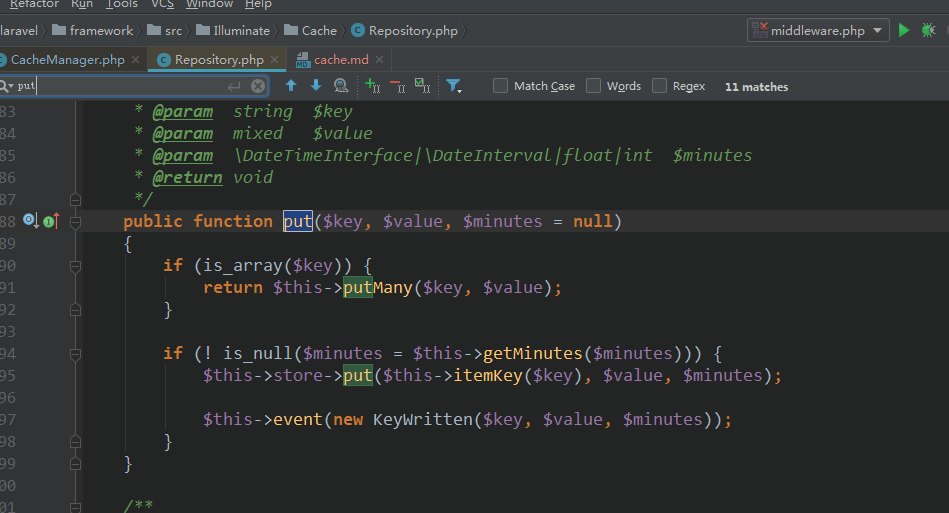 Refactor Run Tools VCS Window Help
laravel framework src Illuminate Cache Repository.php middleware.php
CacheManager.php × Repository.php × cache.md ×
put Match Case Words Regex 11 matches
83 * @param string $key
84 * @param mixed $value
85 * @param \DateTimeInterface|\DateInterval|float|int $minutes
86 * @return void
87 */
88 public function put($key, $value, $minutes = null)
89 {
90 if (is_array($key)) {
91 return $this->putMany($key, $value);
92 }
93
94 if (! is_null($minutes = $this->getMinutes($minutes))) {
95 $this->store->put($this->itemKey($key), $value, $minutes);
96
97 $this->event(new KeyWritten($key, $value, $minutes));
98 }
99 }
00
01 /**